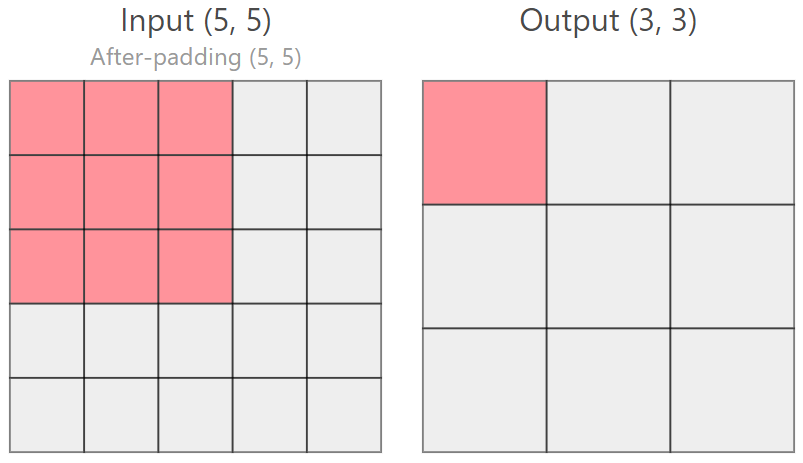 Input (5, 5)
After-padding (5, 5)
Output (3, 3)